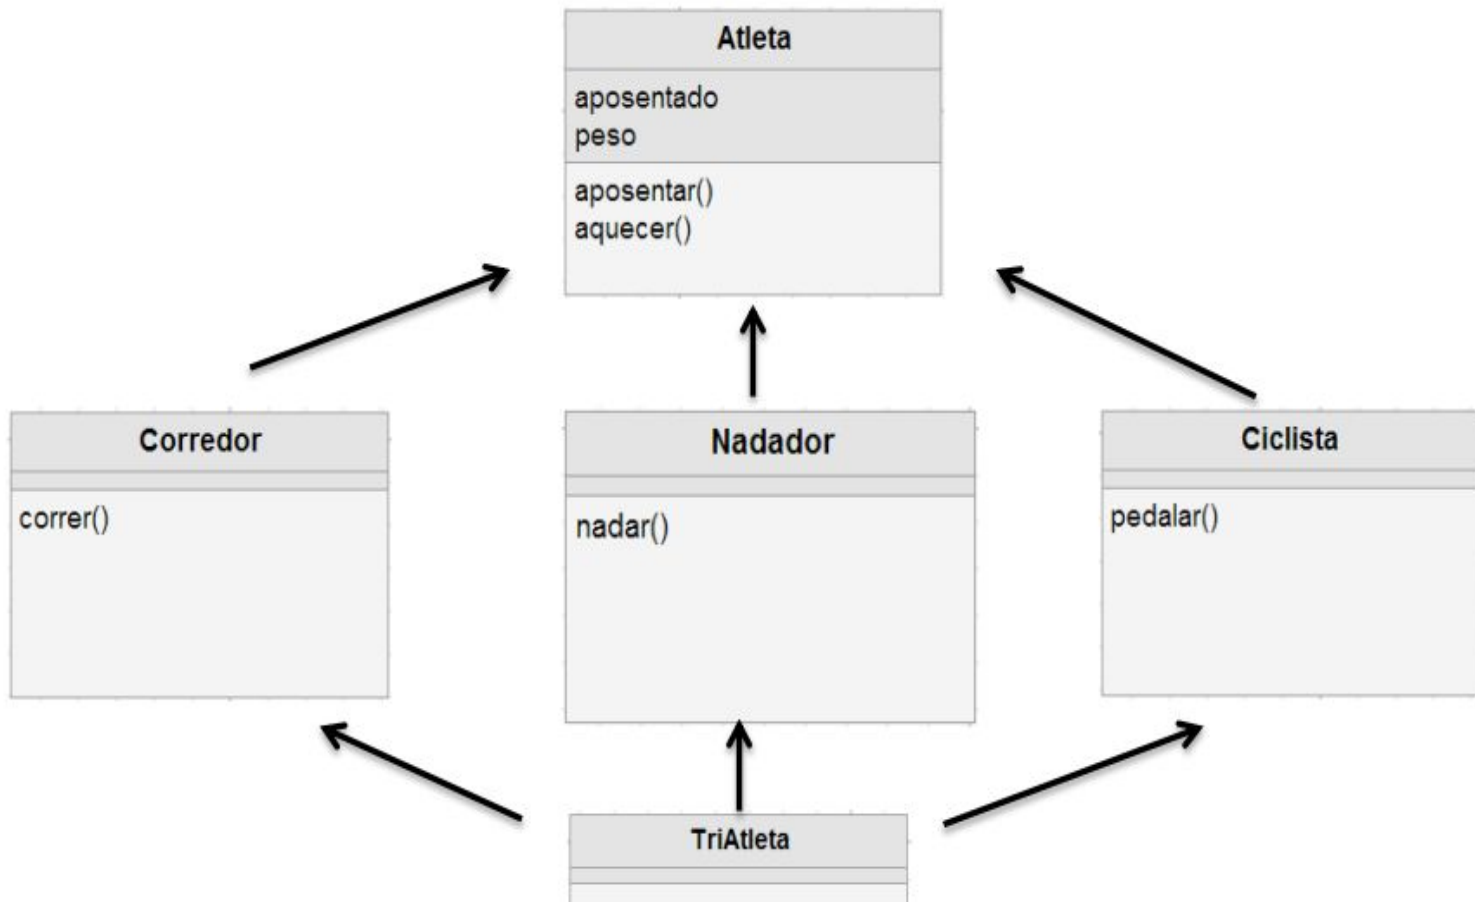 Atleta
aposentado
peso
aposentar()
aquecer()
Corredor
correr()
Nadador
nadar()
Ciclista
pedalar()
TriAtleta